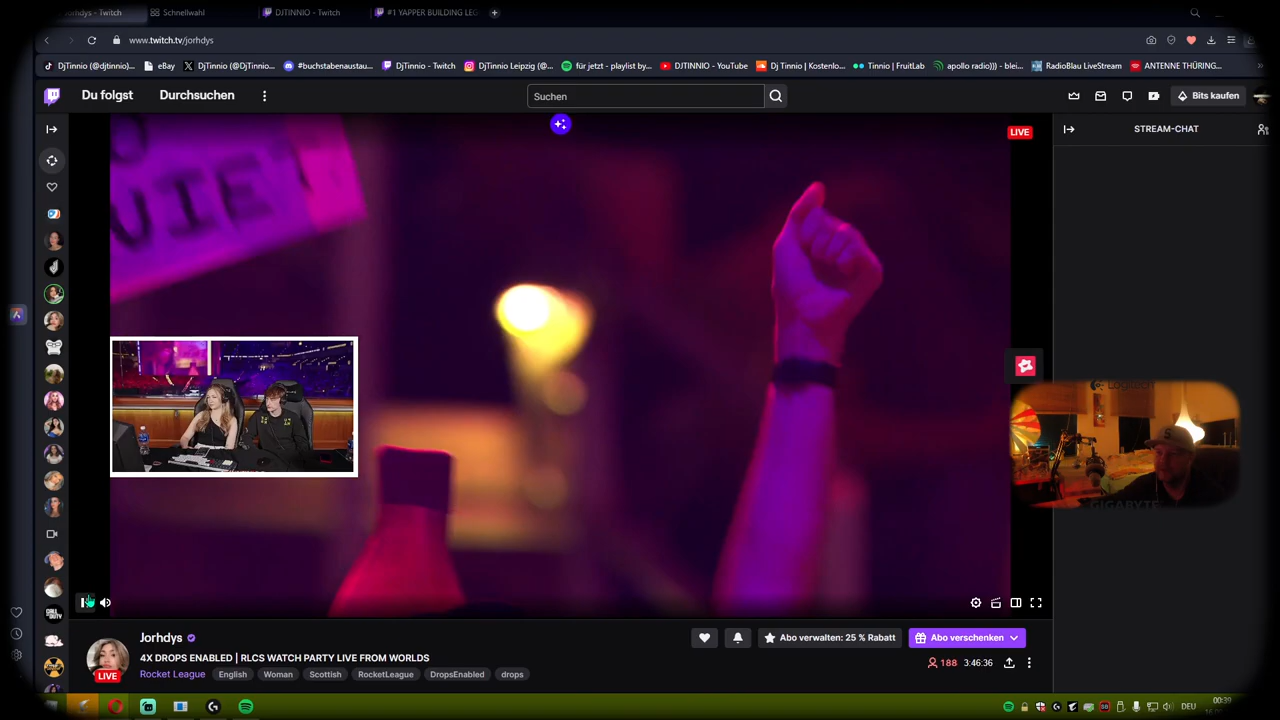 Jorhdys - Twitch
Schnellwahl
DJTINNIO - Twitch
#1 YAPPER BUILDING LEG
www.twitch.tv/jorhdys
DjTinnio (@djtinnio)...
eBay
DjTinnio (@DjTinnio)...
#buchstabenaustau...
DjTinnio - Twitch
DjTinnio Leipzig (@...
für jetzt - playlist by...
DJTINNIO - YouTube
Dj Tinnio | Kostenlo...
Tinnio | FruitLab
apollo radio))) - blei...
RadioBlau LiveStream
ANTENNE THÜRING...
Du folgst
Durchsuchen
Suchen
Bits kaufen
LIVE
STREAM-CHAT
GIGABYTE
Jorhdys
Abo verwalten: 25 % Rabatt
Abo verschenken
4X DROPS ENABLED | RLCS WATCH PARTY LIVE FROM WORLDS
188
3:46:36
LIVE
Rocket League
English
Woman
Scottish
RocketLeague
DropsEnabled
drops
DEU
00:39